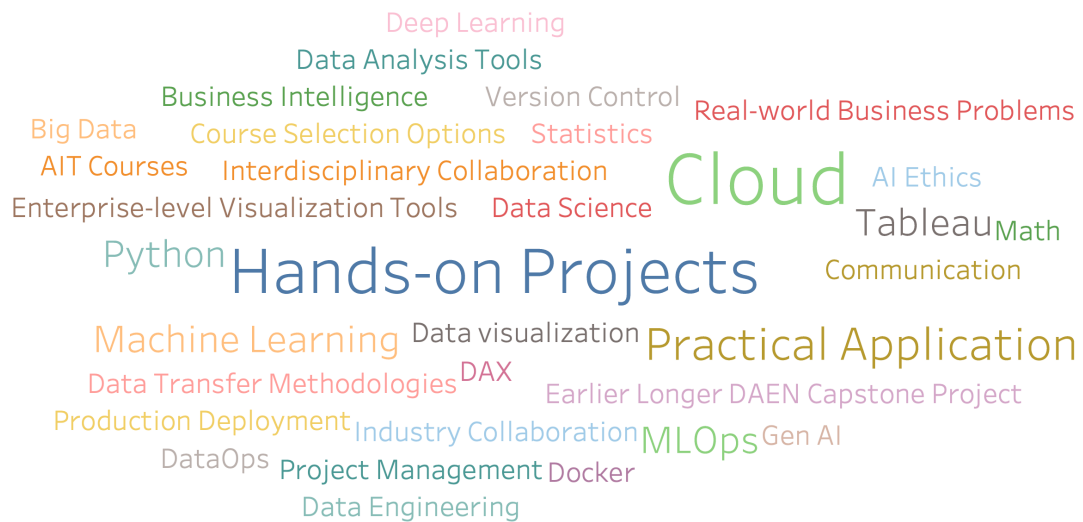 Deep Learning
Data Analysis Tools
Business Intelligence
Version Control
Real-world Business Problems
Big Data
Course Selection Options
Statistics
AIT Courses
Interdisciplinary Collaboration
Cloud
AI Ethics
Enterprise-level Visualization Tools
Data Science
Tableau
Math
Python
Hands-on Projects
Communication
Machine Learning
Data visualization
Practical Application
Data Transfer Methodologies
DAX
Earlier Longer DAEN Capstone Project
Production Deployment
Industry Collaboration
MLOps
Gen AI
DataOps
Project Management
Docker
Data Engineering